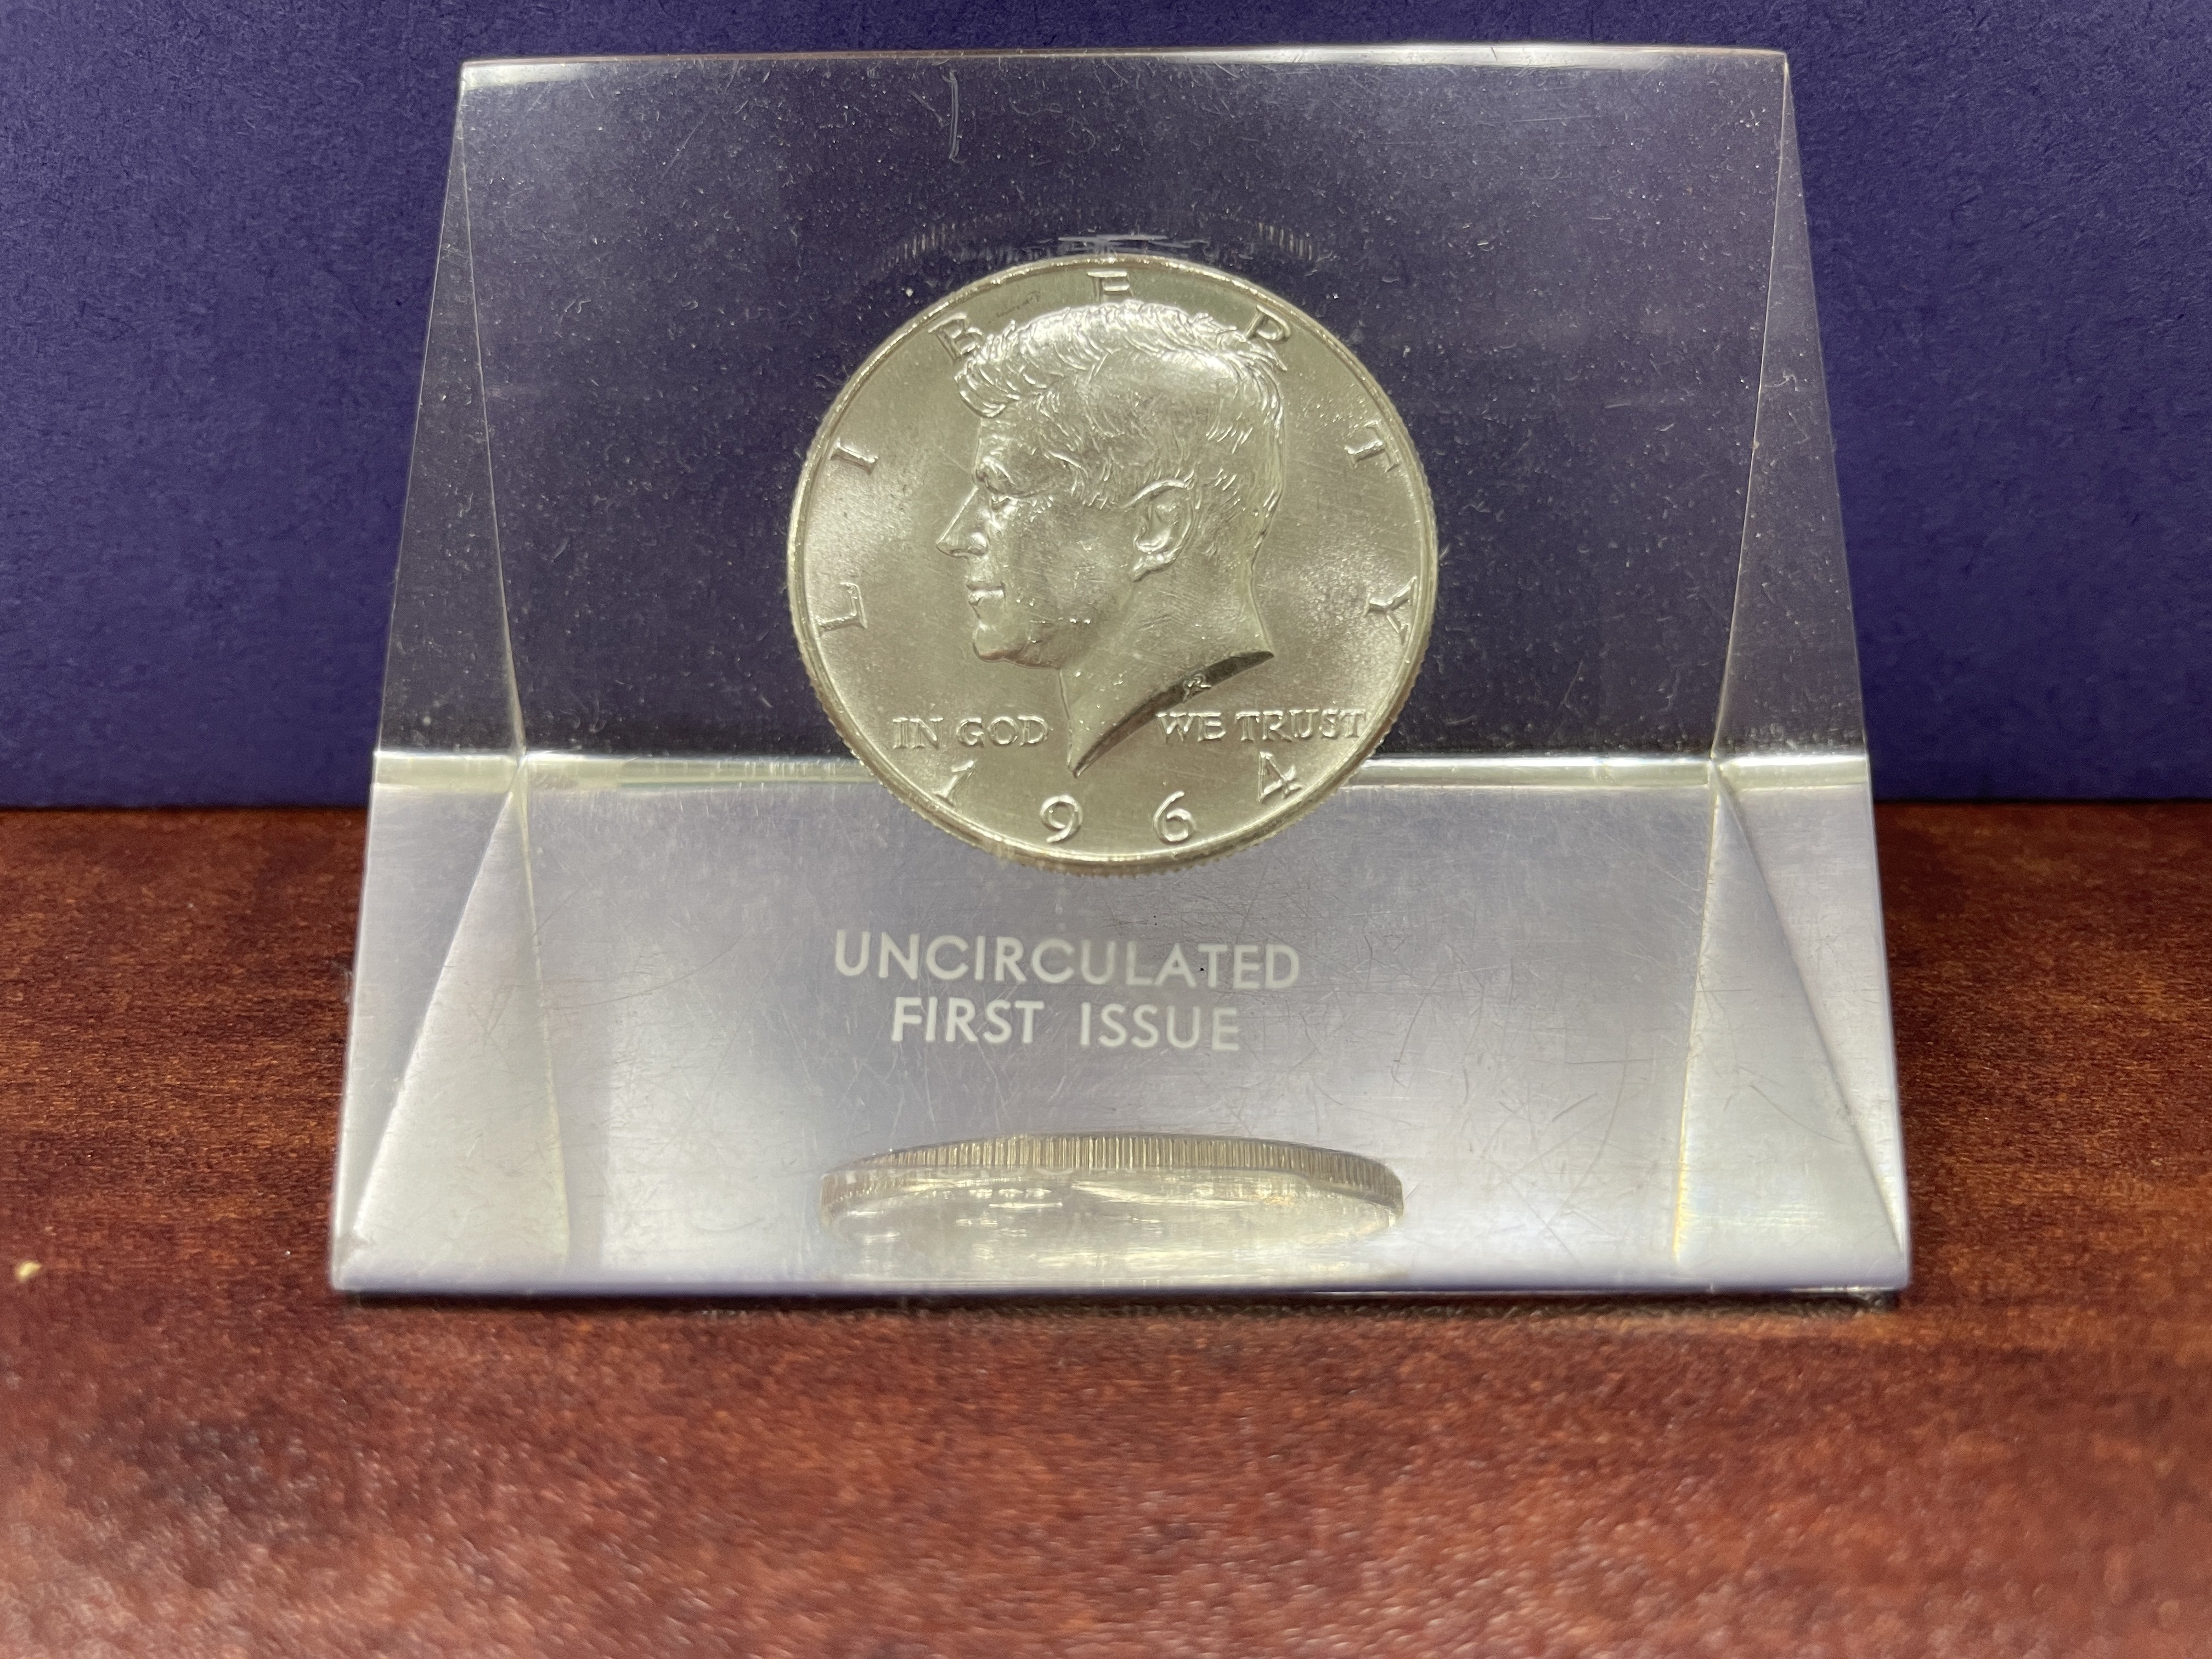 LIBERTY
IN GOD WE TRUST
1964
UNCIRCULATED
FIRST ISSUE